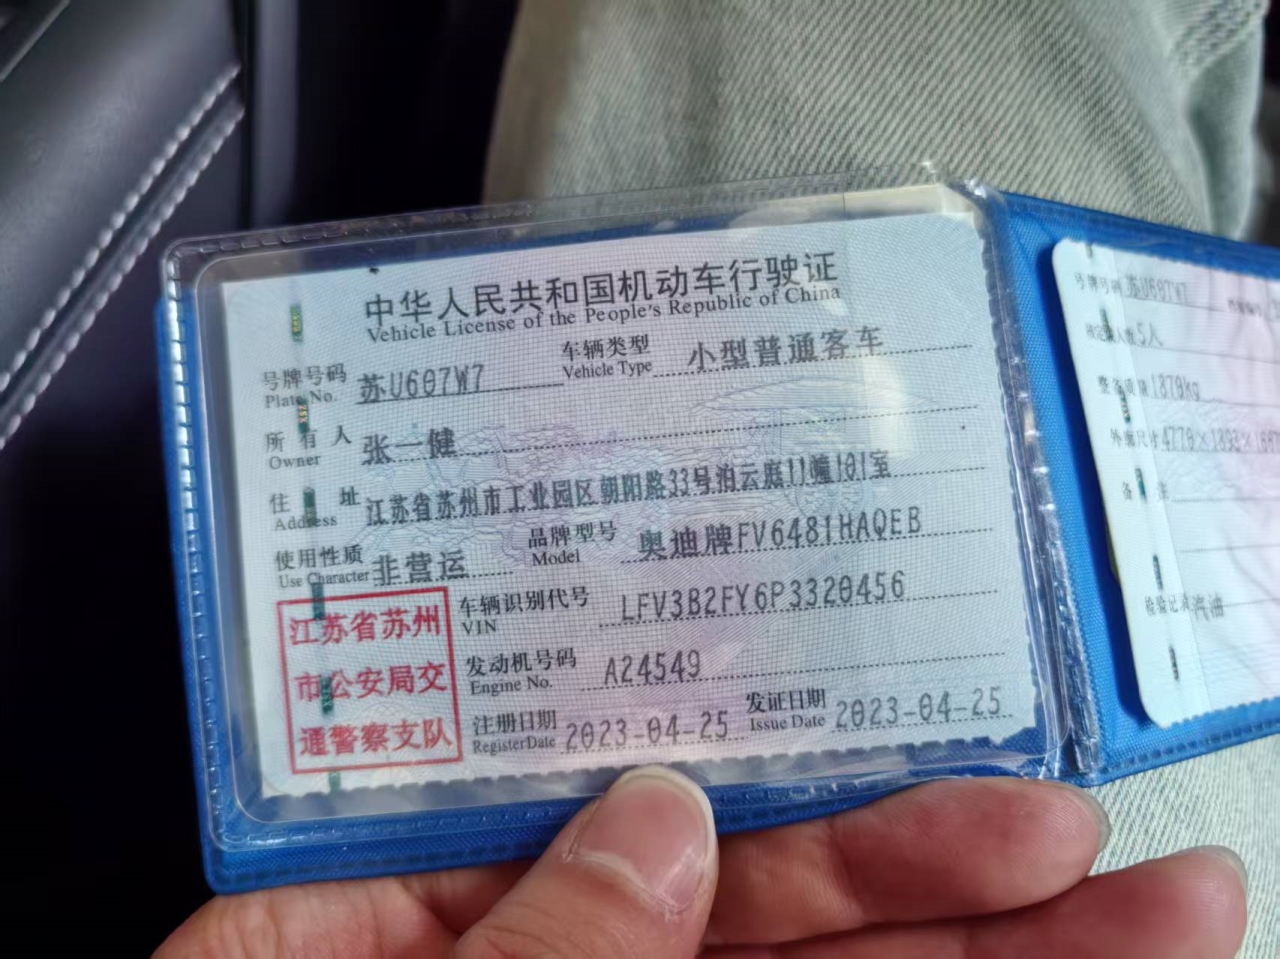 中华人民共和国机动车行驶证
Vehicle License of the People's Republic of China
号牌号码 苏U607W7 车辆类型 小型普通客车
Plate No. Vehicle Type
所有人 张一健
Owner
住址 江苏省苏州市工业园区朝阳路33号泊云庭11幢101室
Address
使用性质 非营运 品牌型号 奥迪牌FV6481HAQEB
Use Character Model
江苏省苏州
市公安局交
通警察支队
车辆识别代号 LFV3B2FY6P3320456
VIN
发动机号码 A24549
Engine No.
注册日期 2023-04-25 发证日期 2023-04-25
Register Date Issue Date
号牌号码 苏U607W7
核定载人数 5人
整备质量 1870kg
外廓尺寸 4770×1893×
备注
检验记录 汽油